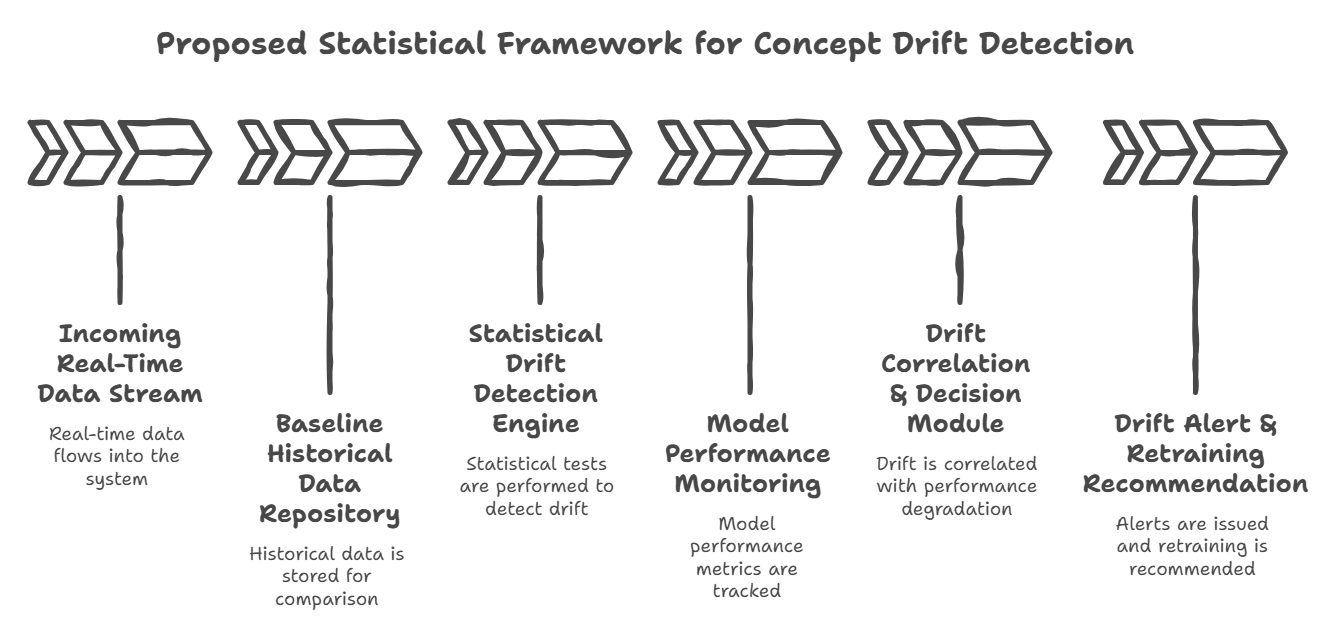 Proposed Statistical Framework for Concept Drift Detection
Incoming
Real-Time
Data Stream
Real-time data
flows into the
system
Baseline
Historical
Data
Repository
Historical data is
stored for
comparison
Statistical
Drift
Detection
Engine
Statistical tests
are performed to
detect drift
Model
Performance
Monitoring
Model
performance
metrics are
tracked
Drift
Correlation
& Decision
Module
Drift is correlated
with performance
degradation
Drift Alert &
Retraining
Recommendation
Alerts are issued
and retraining is
recommended